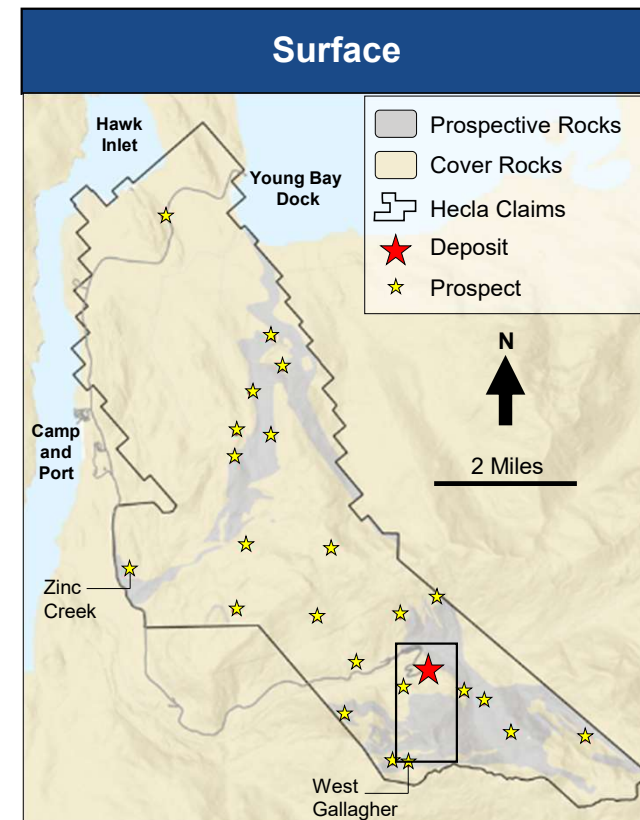 Surface
Hawk
Inlet
Young Bay
Dock
Prospective Rocks
Cover Rocks
Hecla Claims
Deposit
Prospect
N
2 Miles
Camp
and
Port
Zinc
Creek
West
Gallagher